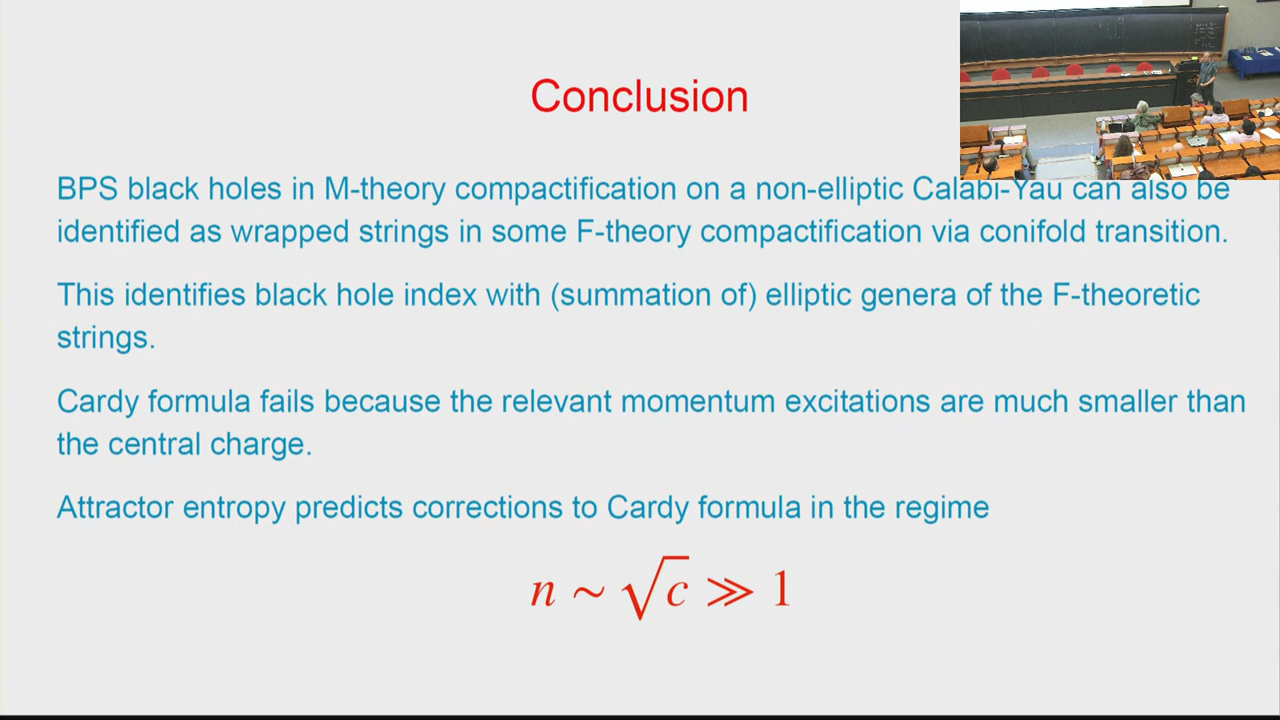 Conclusion
BPS black holes in M-theory compactification on a non-elliptic Calabi-Yau can also be
identified as wrapped strings in some F-theory compactification via conifold transition.
This identifies black hole index with (summation of) elliptic genera of the F-theoretic
strings.
Cardy formula fails because the relevant momentum excitations are much smaller than
the central charge.
Attractor entropy predicts corrections to Cardy formula in the regime
n ∼ √c ≫ 1